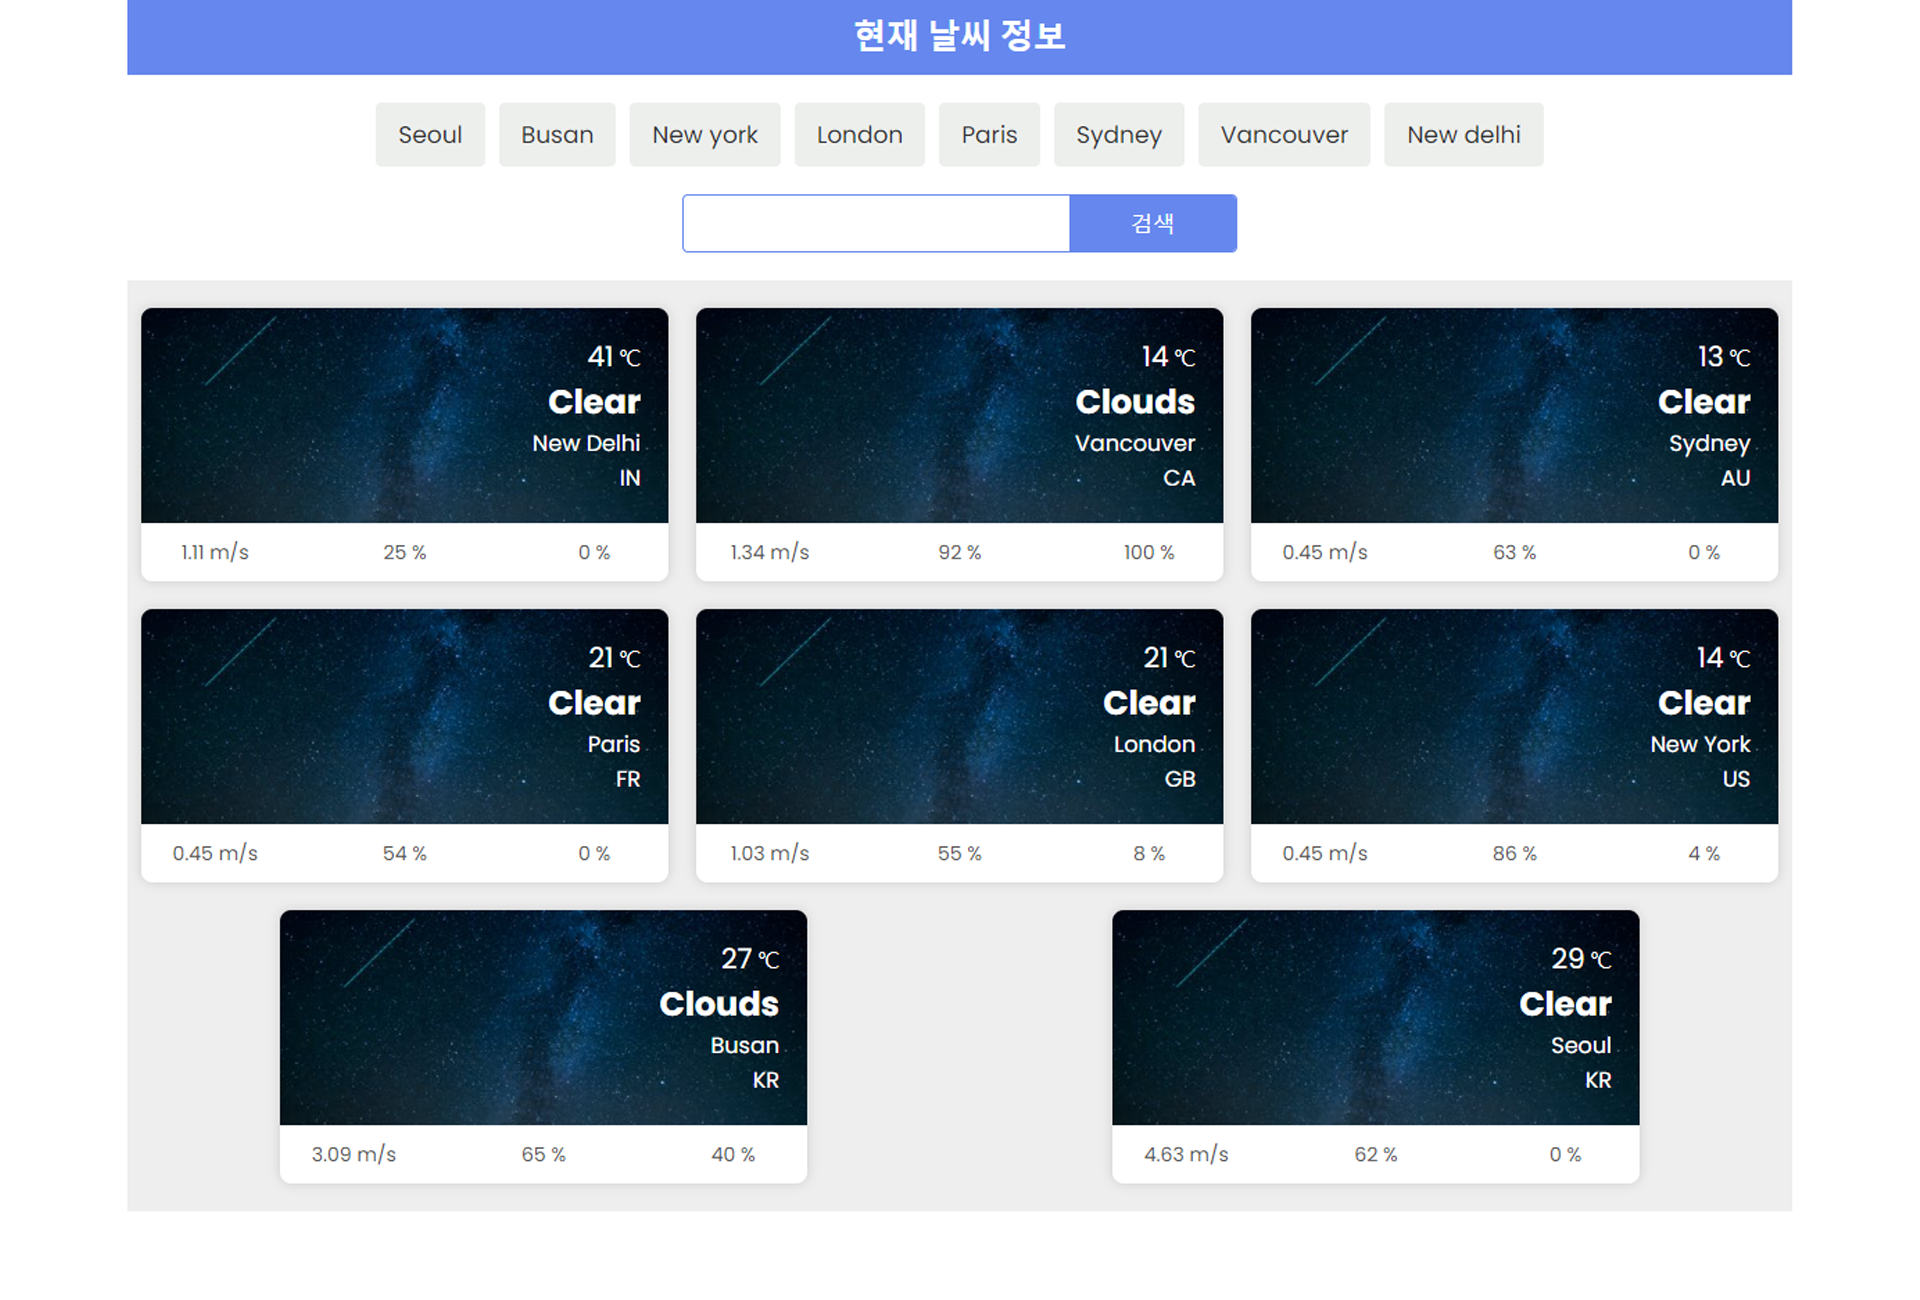 현재 날씨 정보
Seoul Busan New york London Paris Sydney Vancouver New delhi
검색
41 ℃
Clear
New Delhi
IN
1.11 m/s 25 % 0 %
14 ℃
Clouds
Vancouver
CA
1.34 m/s 92 % 100 %
13 ℃
Clear
Sydney
AU
0.45 m/s 63 % 0 %
21 ℃
Clear
Paris
FR
0.45 m/s 54 % 0 %
21 ℃
Clear
London
GB
1.03 m/s 55 % 8 %
14 ℃
Clear
New York
US
0.45 m/s 86 % 4 %
27 ℃
Clouds
Busan
KR
3.09 m/s 65 % 40 %
29 ℃
Clear
Seoul
KR
4.63 m/s 62 % 0 %